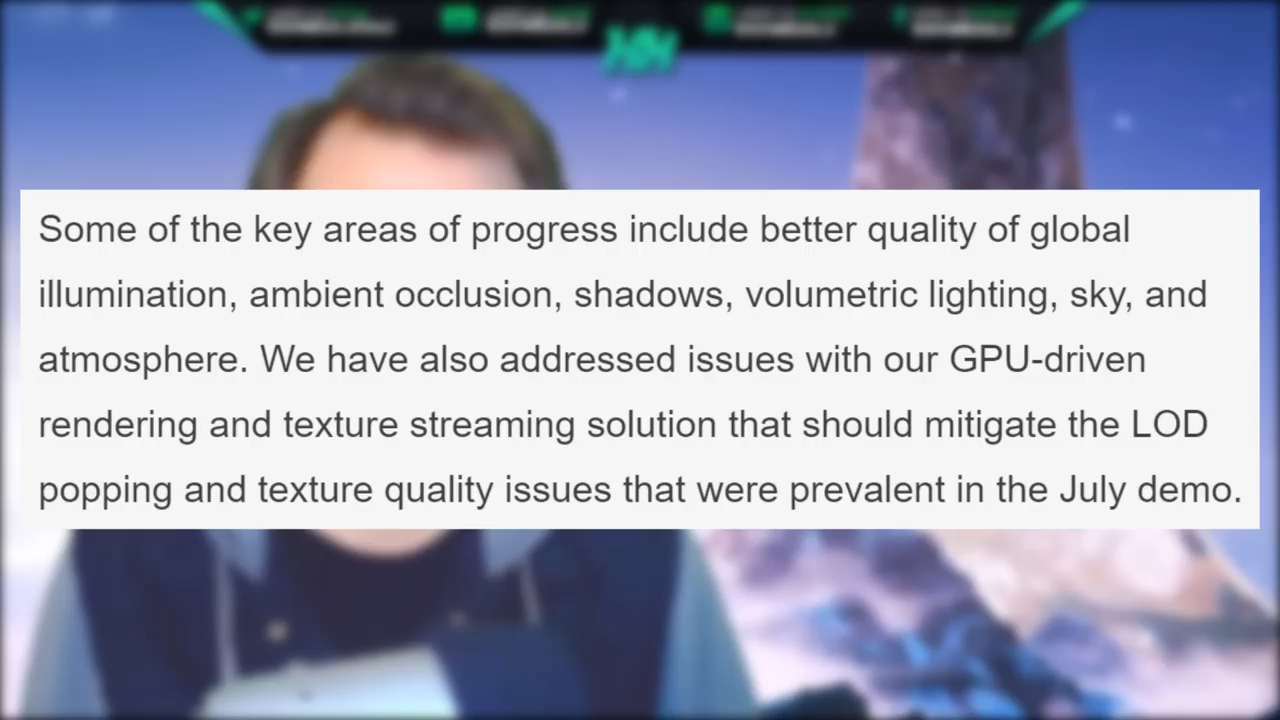 Some of the key areas of progress include better quality of global
illumination, ambient occlusion, shadows, volumetric lighting, sky, and
atmosphere. We have also addressed issues with our GPU-driven
rendering and texture streaming solution that should mitigate the LOD
popping and texture quality issues that were prevalent in the July demo.